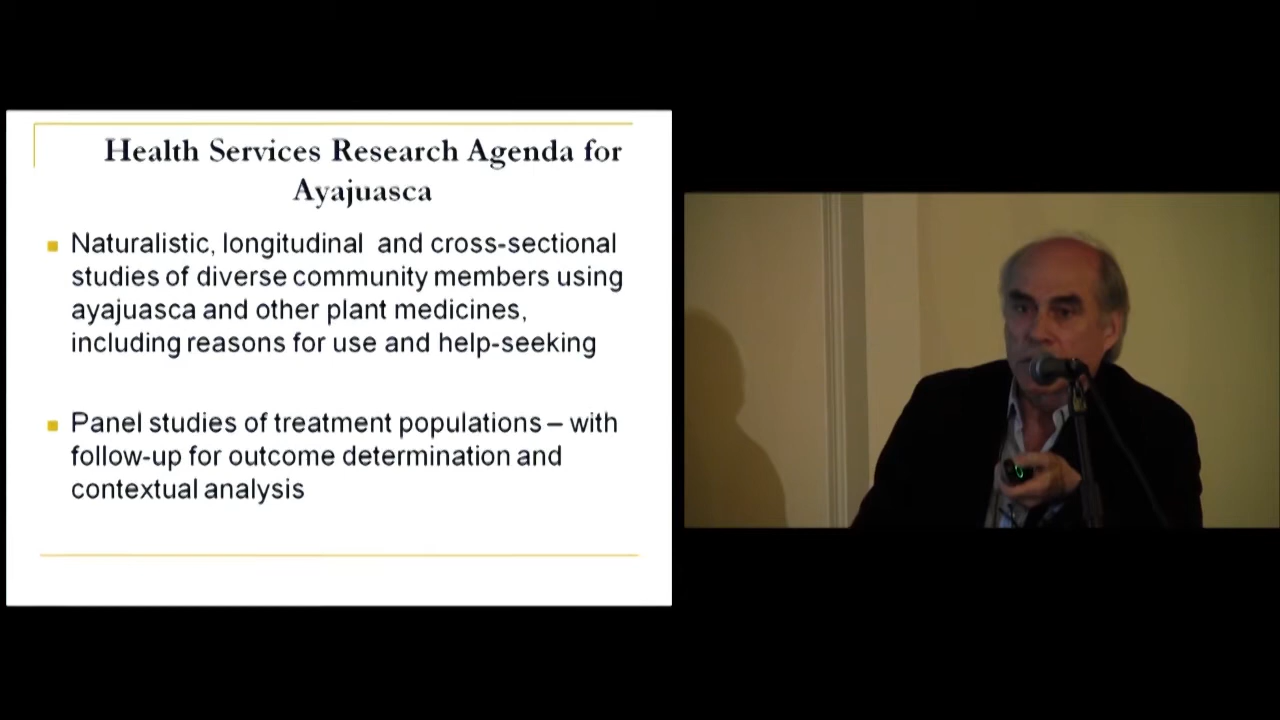 Health Services Research Agenda for
Ayajuasca
Naturalistic, longitudinal and cross-sectional
studies of diverse community members using
ayajuasca and other plant medicines,
including reasons for use and help-seeking
Panel studies of treatment populations – with
follow-up for outcome determination and
contextual analysis